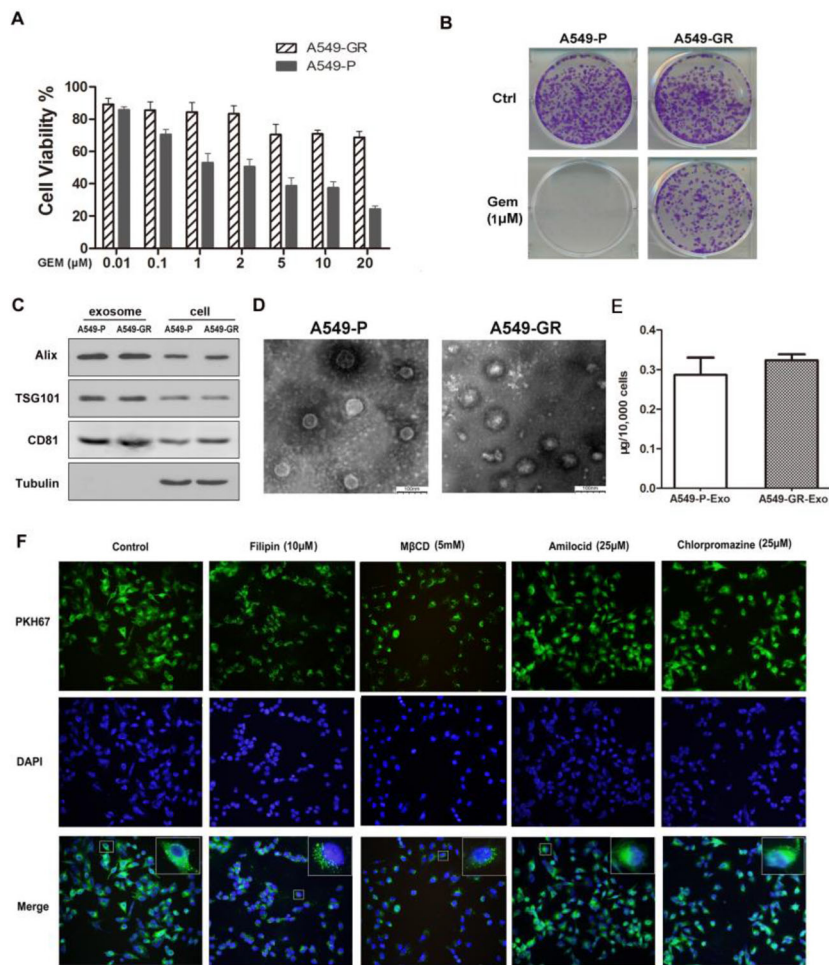 A
A549-GR
A549-P
Cell Viability %
100
80
60
40
20
0
GEM (μM) 0.01 0.1 1 2 5 10 20
B
A549-P A549-GR
Ctrl
Gem
(1μM)
C
exosome cell
A549-P A549-GR A549-P A549-GR
Alix
TSG101
CD81
Tubulin
D
A549-P A549-GR
100nm 100nm
E
μg/10,000 cells
0.4
0.3
0.2
0.1
0.0
A549-P-Exo A549-GR-Exo
F
Control Filipin (10μM) MβCD (5mM) Amilocid (25μM) Chlorpromazine (25μM)
PKH67
DAPI
Merge